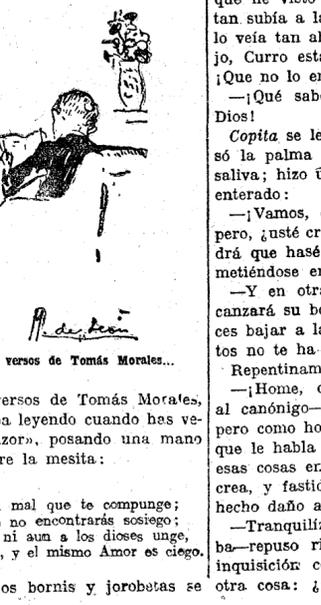 M. de León
versos de Tomás Morales...
versos de Tomás Morales,
a leyendo cuando has ve-
zor», posando una mano
re la mesita:
mal que te compunge;
no encontrarás sosiego;
ni aun a los dioses unge,
, y el mismo Amor es ciego.
os bornis y jorobetas se
que he visto
tan subía a la
lo veía tan al
jo, Curro esta
¡Que no lo en
—¡Qué sab
Dios!
Copita se le
só la palma
saliva; hizo
enterado:
—¡Vamos,
pero, ¿usté cr
drá que hasé
metiéndose en
—Y en otra
canzará su bo
ces bajar a la
tos no te ha
Repentinam
—¡Home,
al canónigo—
pero como ho
que le habla
esas cosas en
crea, y fastid
hecho daño a
—Tranquilíz
ba—repuso ri
inquisición c
otra cosa: ¿